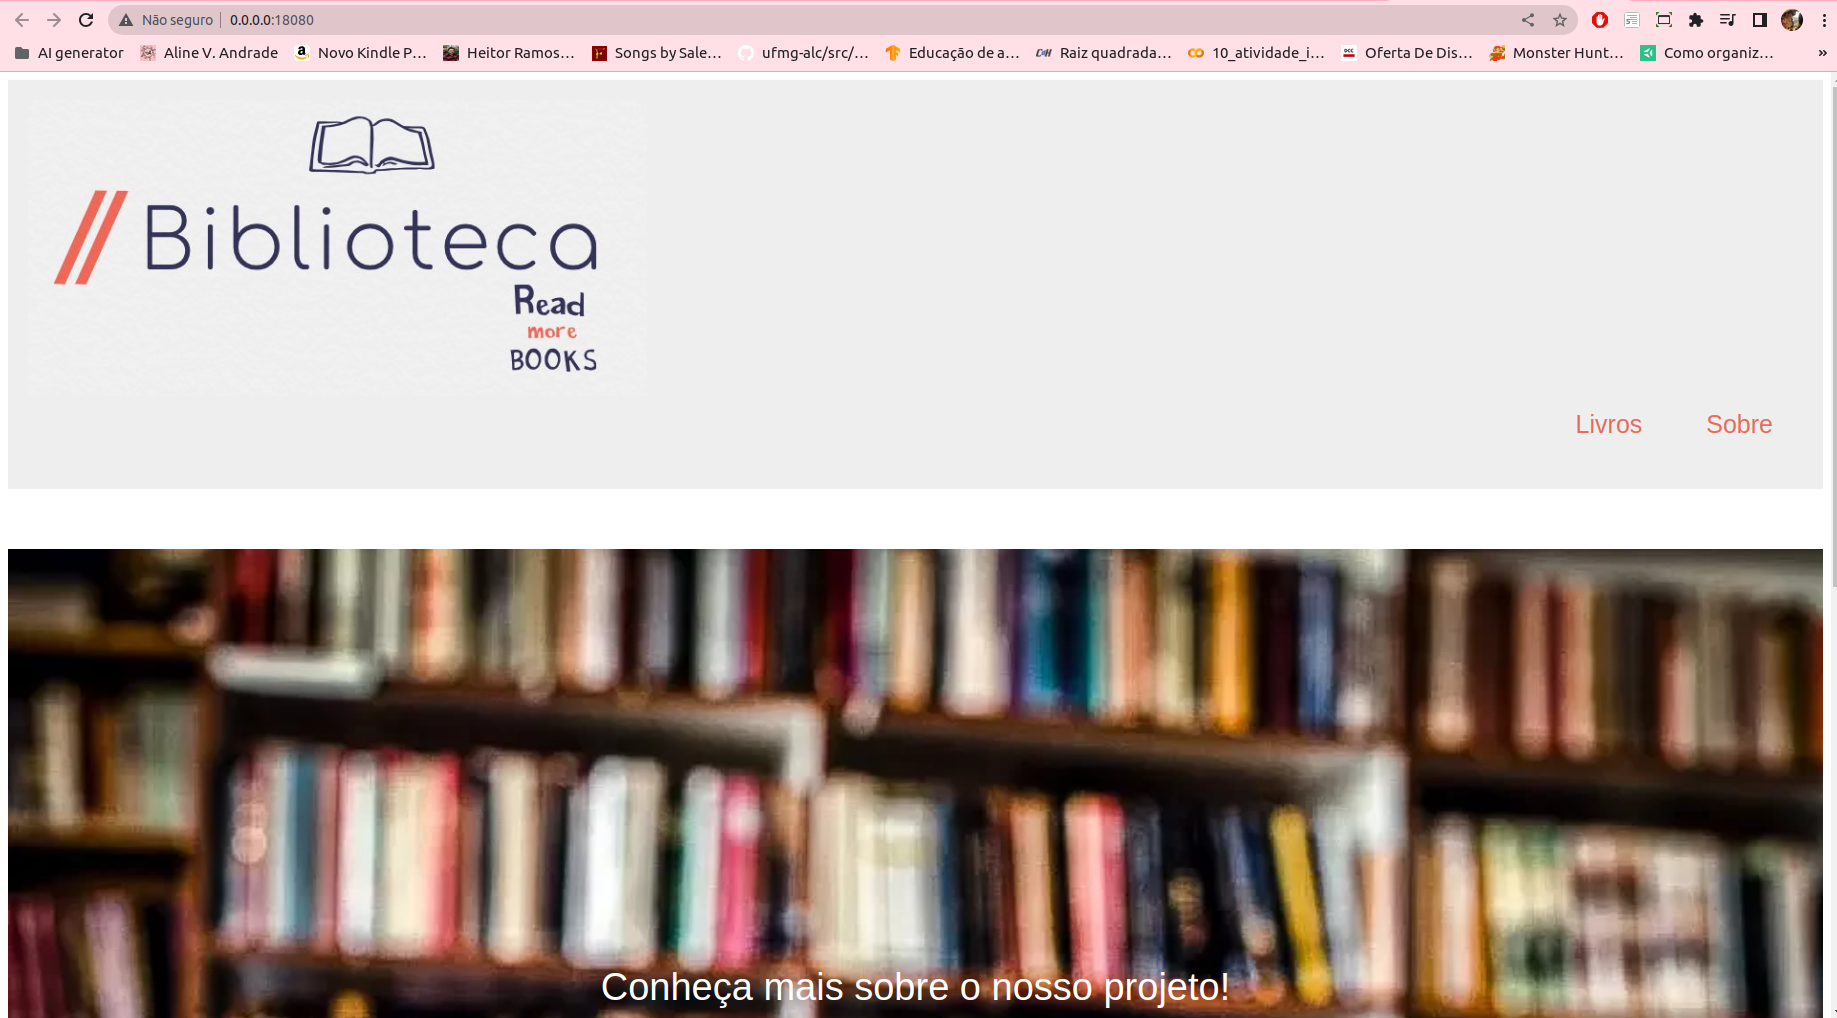 Não seguro | 0.0.0.0:18080
AI generator Aline V. Andrade Novo Kindle P… Heitor Ramos… Songs by Sale… ufmg-alc/src/… Educação de a… Raiz quadrada… 10_atividade_i… Oferta De Dis… Monster Hunt… Como organiz… »
//Biblioteca
Read
more
BOOKS
Livros Sobre
Conheça mais sobre o nosso projeto!